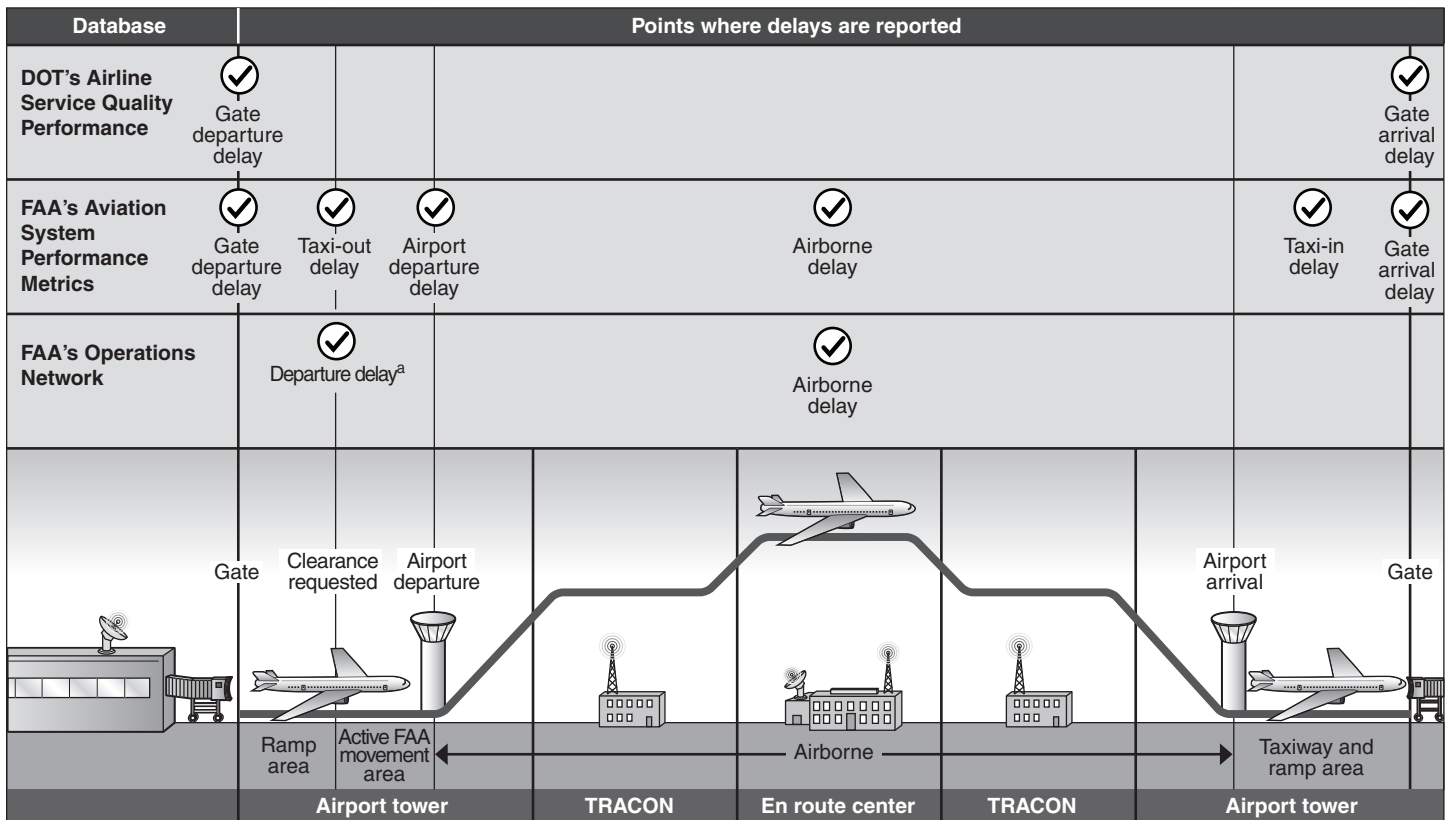 Database
Points where delays are reported
DOT's Airline
Service Quality
Performance
Gate
departure
delay
Gate
arrival
delay
FAA's Aviation
System
Performance
Metrics
Gate
departure
delay
Taxi-out
delay
Airport
departure
delay
Airborne
delay
Taxi-in
delay
Gate
arrival
delay
FAA's Operations
Network
Departure delayᵃ
Airborne
delay
Gate
Clearance
requested
Airport
departure
Airport
arrival
Gate
Ramp
area
Active FAA
movement
area
Airborne
Taxiway and
ramp area
Airport tower
TRACON
En route center
TRACON
Airport tower